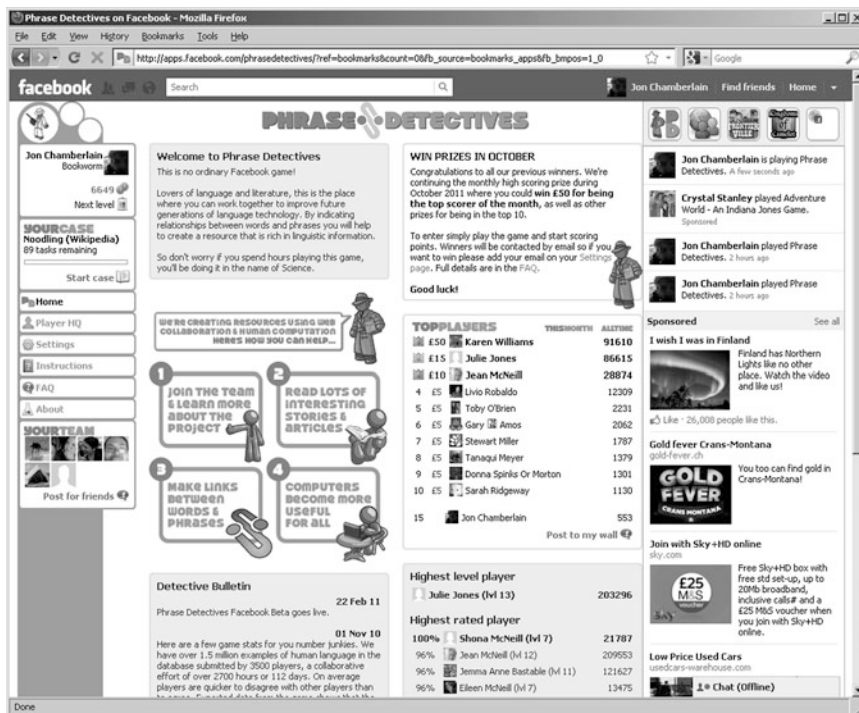 Phrase Detectives on Facebook - Mozilla Firefox
File Edit View History Bookmarks Tools Help
http://apps.facebook.com/phrasedetectives/?ref=bookmarks&count=0&fb_source=bookmarks_apps&fb_bmpos=1_0
Google
facebook
Search
Jon Chamberlain Find friends Home
PHRASE DETECTIVES
Jon Chamberlain
Bookworm
6649
Next level
YOURCASE
Noodling (Wikipedia)
89 tasks remaining
Start case
Home
Player HQ
Settings
Instructions
FAQ
About
YOURTEAM
Post for friends
Welcome to Phrase Detectives
This is no ordinary Facebook game!
Lovers of language and literature, this is the place
where you can work together to improve future
generations of language technology. By indicating
relationships between words and phrases you will help
to create a resource that is rich in linguistic information.
So don't worry if you spend hours playing this game,
you'll be doing it in the name of Science.
WE'RE CREATING RESOURCES USING WEB
COLLABORATION & HUMAN COMPUTATION
HERES HOW YOU CAN HELP...
1
JOIN THE TEAM
& LEARN MORE
ABOUT THE
PROJECT
2
READ LOTS OF
INTERESTING
STORIES &
ARTICLES
3
MAKE LINKS
BETWEEN
WORDS &
PHRASES
4
COMPUTERS
BECOME MORE
USEFUL
FOR ALL
Detective Bulletin
22 Feb 11
Phrase Detectives Facebook Beta goes live.
01 Nov 10
Here are a few game stats for you number junkies. We
have over 1.5 million examples of human language in the
database submitted by 3500 players, a collaborative
effort of over 2700 hours or 112 days. On average
players are quicker to disagree with other players than
WIN PRIZES IN OCTOBER
Congratulations to all our previous winners. We're
continuing the monthly high scoring prize during
October 2011 where you could win £50 for being
the top scorer of the month, as well as other
prizes for being in the top 10.
To enter simply play the game and start scoring
points. Winners will be contacted by email so if you
want to win please add your email on your Settings
page. Full details are in the FAQ.
Good luck!
TOPPLAYERS THISMONTH ALLTIME
£50 Karen Williams 91610
£15 Julie Jones 86615
£10 Jean McNeill 28874
4 £5 Livio Robaldo 12309
5 £5 Toby O'Brien 2231
6 £5 Gary Amos 2062
7 £5 Stewart Miller 1787
8 £5 Tanaqui Meyer 1379
9 £5 Donna Spinks Or Morton 1301
10 £5 Sarah Ridgeway 1130
15 Jon Chamberlain 553
Post to my wall
Highest level player
Julie Jones (lvl 13) 203296
Highest rated player
100% Shona McNeill (lvl 7) 21787
96% Jean McNeill (lvl 12) 209553
96% Jemma Anne Bastable (lvl 11) 121627
96% Eileen McNeill (lvl 7) 13475
Jon Chamberlain is playing Phrase
Detectives. A few seconds ago
Crystal Stanley played Adventure
World - An Indiana Jones Game.
Sponsored
Jon Chamberlain played Phrase
Detectives. 2 hours ago
Jon Chamberlain played Phrase
Detectives. 2 hours ago
Sponsored See all
I wish I was in Finland
Finland has Northern
Lights like no other
place. Watch the video
and like us!
Like · 26,008 people like this.
Gold fever Crans-Montana
gold-fever.ch
GOLD
FEVER
CRANS MONTANA
You too can find gold in
Crans-Montana!
Join with Sky+HD online
sky.com
£25
M&S
voucher
sky
Free Sky+HD box with
free std set-up, up to
20Mb broadband,
inclusive calls# and a
£25 M&S voucher when
you join with Sky+HD
online.
Low Price Used Cars
usedcars-warehouse.com
Chat (Offline)
Done